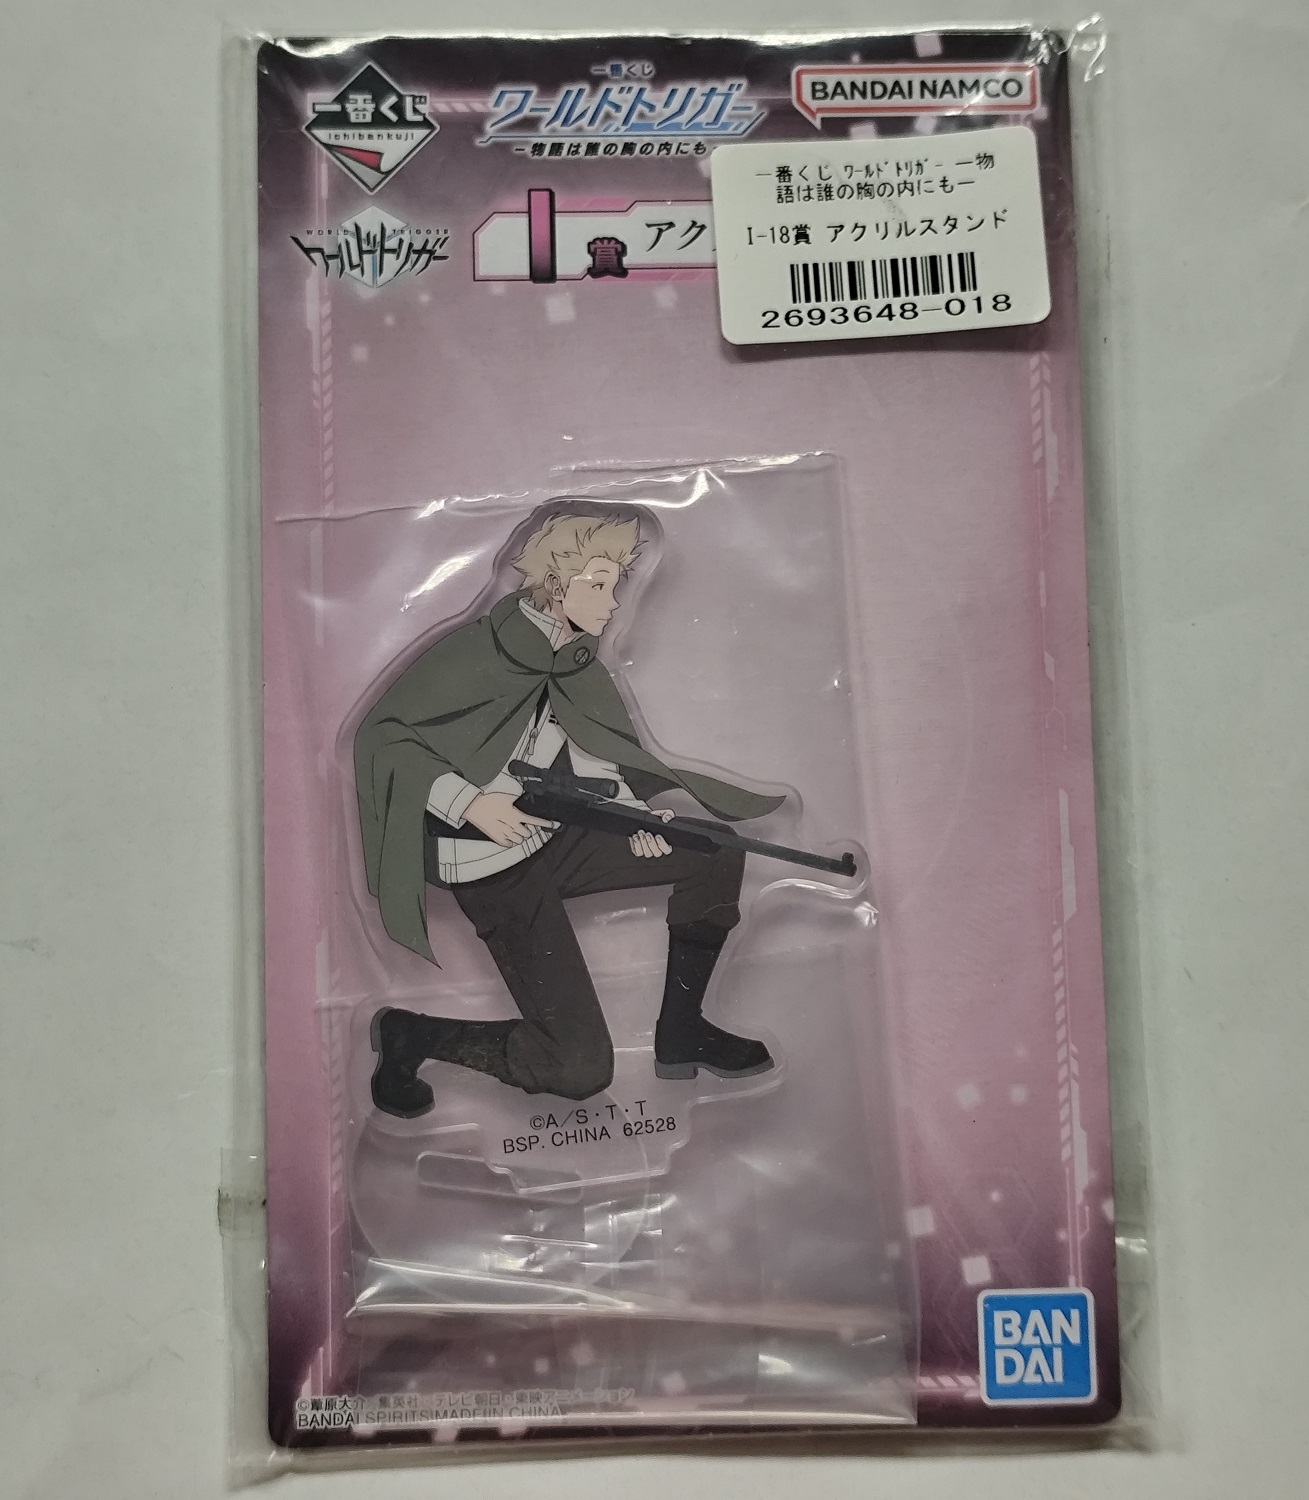 一番くじ
ichibankuji
一番くじ
ワールドトリガー
－物語は誰の胸の内にも－
BANDAI NAMCO
WORLD TRIGGER
ワールドトリガー
I賞
アク
一番くじ ﾜｰﾙﾄﾞﾄﾘｶﾞｰ ー物
語は誰の胸の内にもー
I-18賞 アクリルスタンド
2693648-018
©A/S・T・T
BSP. CHINA 62528
BAN
DAI
©葦原大介/集英社・テレビ朝日・東映アニメーション
BANDAI SPIRITS MADE IN CHINA